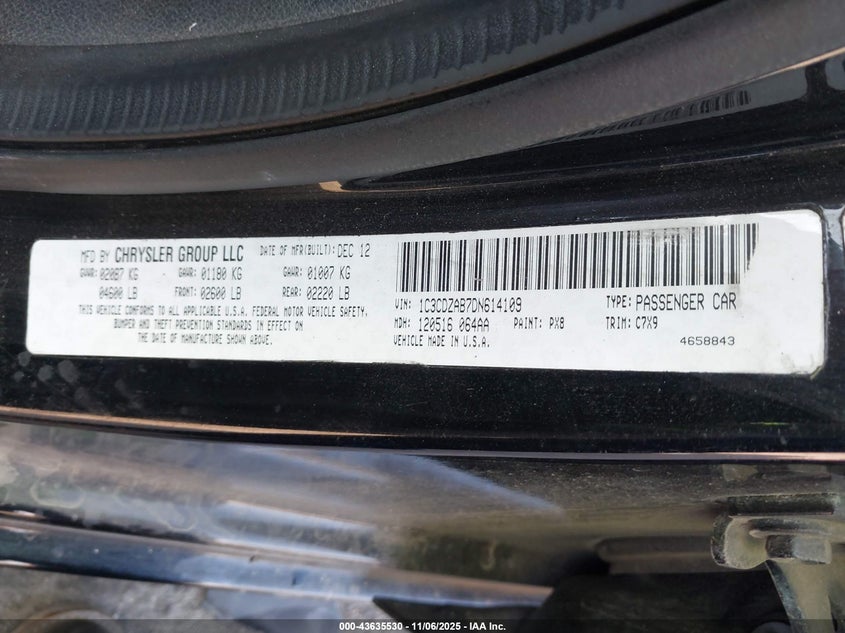 MFD BY CHRYSLER GROUP LLC DATE OF MFR(BUILT): DEC 12
GVWR: 02087 KG GAWR: 01180 KG GAWR: 01007 KG
04600 LB FRONT: 02600 LB REAR: 02220 LB
THIS VEHICLE CONFORMS TO ALL APPLICABLE U.S.A. FEDERAL MOTOR VEHICLE SAFETY,
BUMPER AND THEFT PREVENTION STANDARDS IN EFFECT ON
THE DATE OF MANUFACTURE SHOWN ABOVE.
VIN: 1C3CDZAB7DN614109 TYPE: PASSENGER CAR
MDH: 120516 064AA PAINT: PX8 TRIM: C7X9
VEHICLE MADE IN U.S.A. 4658843
000-43635530 - 11/06/2025 - IAA Inc.